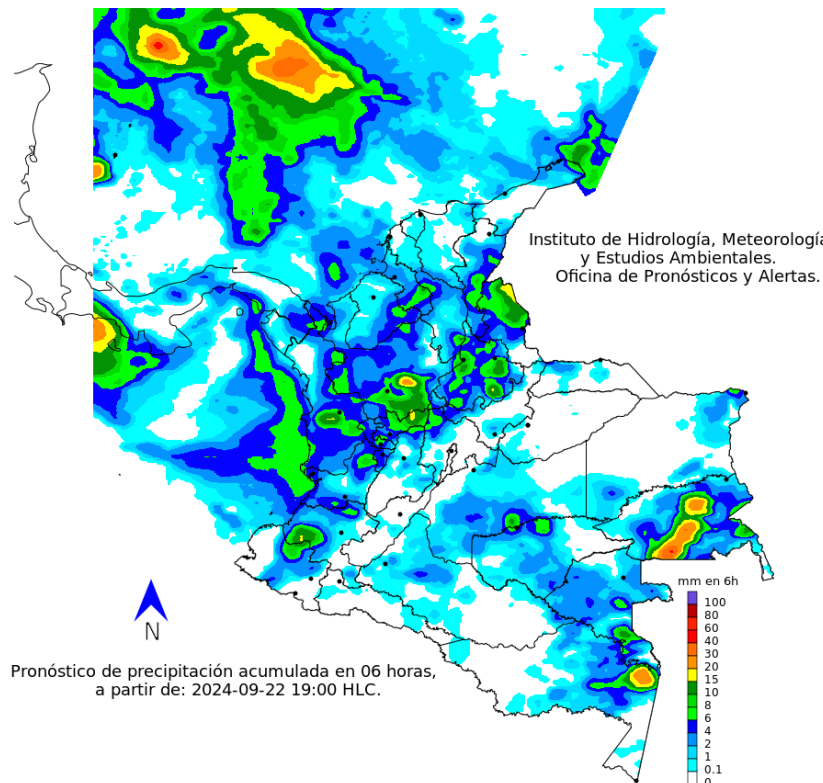 Instituto de Hidrología, Meteorología
y Estudios Ambientales.
Oficina de Pronósticos y Alertas.
mm en 6h
100
80
60
40
30
20
15
10
8
6
4
2
1
0.1
0
N
Pronóstico de precipitación acumulada en 06 horas,
a partir de: 2024-09-22 19:00 HLC.